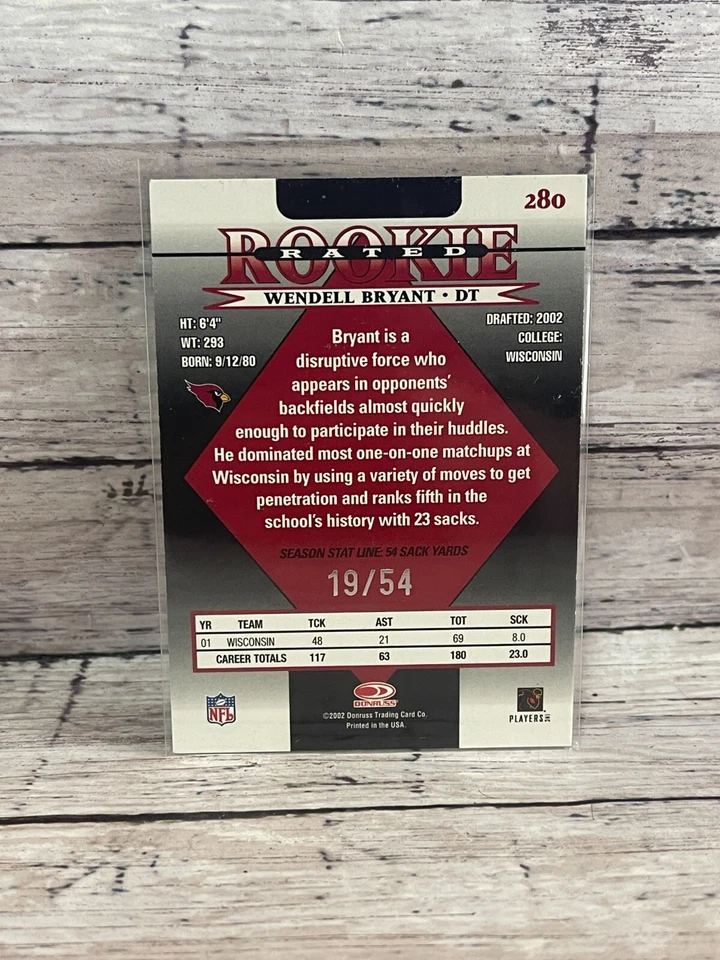 280
ROOKIE
RATED
WENDELL BRYANT • DT
HT: 6'4"
WT: 293
BORN: 9/12/80
DRAFTED: 2002
COLLEGE:
WISCONSIN
Bryant is a
disruptive force who
appears in opponents'
backfields almost quickly
enough to participate in their huddles.
He dominated most one-on-one matchups at
Wisconsin by using a variety of moves to get
penetration and ranks fifth in the
school's history with 23 sacks.
SEASON STAT LINE: 54 SACK YARDS
19/54
YR TEAM TCK AST TOT SCK
01 WISCONSIN 48 21 69 8.0
CAREER TOTALS 117 63 180 23.0
NFL
DONRUSS
©2002 Donruss Trading Card Co.
Printed in the USA.
PLAYERS INC